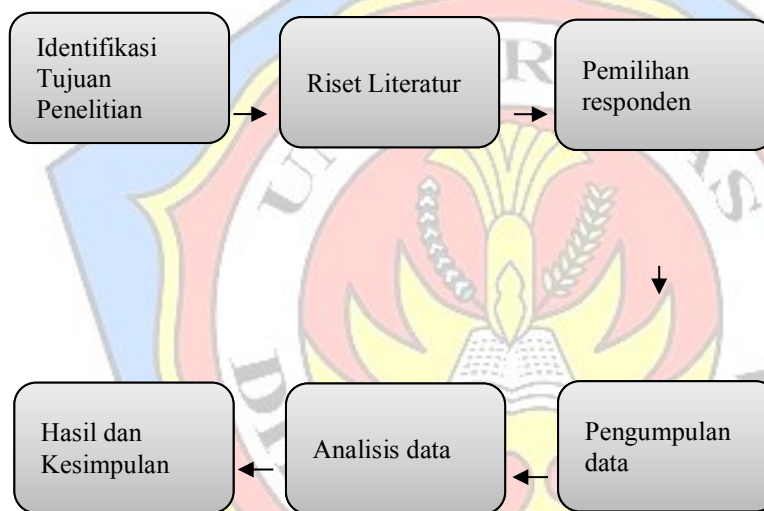 Identifikasi
Tujuan
Penelitian
Riset Literatur
Pemilihan
responden
Pengumpulan
data
Analisis data
Hasil dan
Kesimpulan